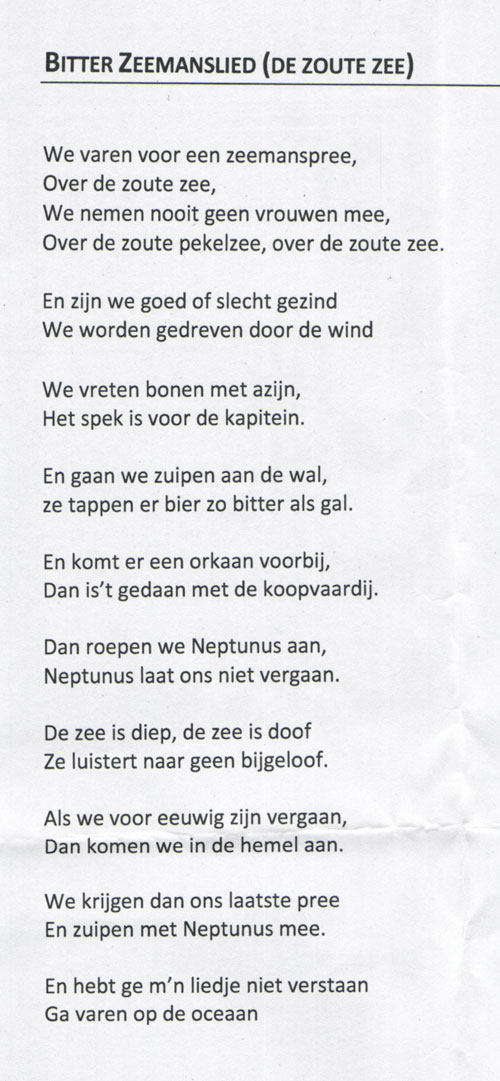 BITTER ZEEMANSLIED (DE ZOUTE ZEE)
We varen voor een zeemanspree,
Over de zoute zee,
We nemen nooit geen vrouwen mee,
Over de zoute pekelzee, over de zoute zee.
En zijn we goed of slecht gezind
We worden gedreven door de wind
We vreten bonen met azijn,
Het spek is voor de kapitein.
En gaan we zuipen aan de wal,
ze tappen er bier zo bitter als gal.
En komt er een orkaan voorbij,
Dan is't gedaan met de koopvaardij.
Dan roepen we Neptunus aan,
Neptunus laat ons niet vergaan.
De zee is diep, de zee is doof
Ze luistert naar geen bijgeloof.
Als we voor eeuwig zijn vergaan,
Dan komen we in de hemel aan.
We krijgen dan ons laatste pree
En zuipen met Neptunus mee.
En hebt ge m'n liedje niet verstaan
Ga varen op de oceaan